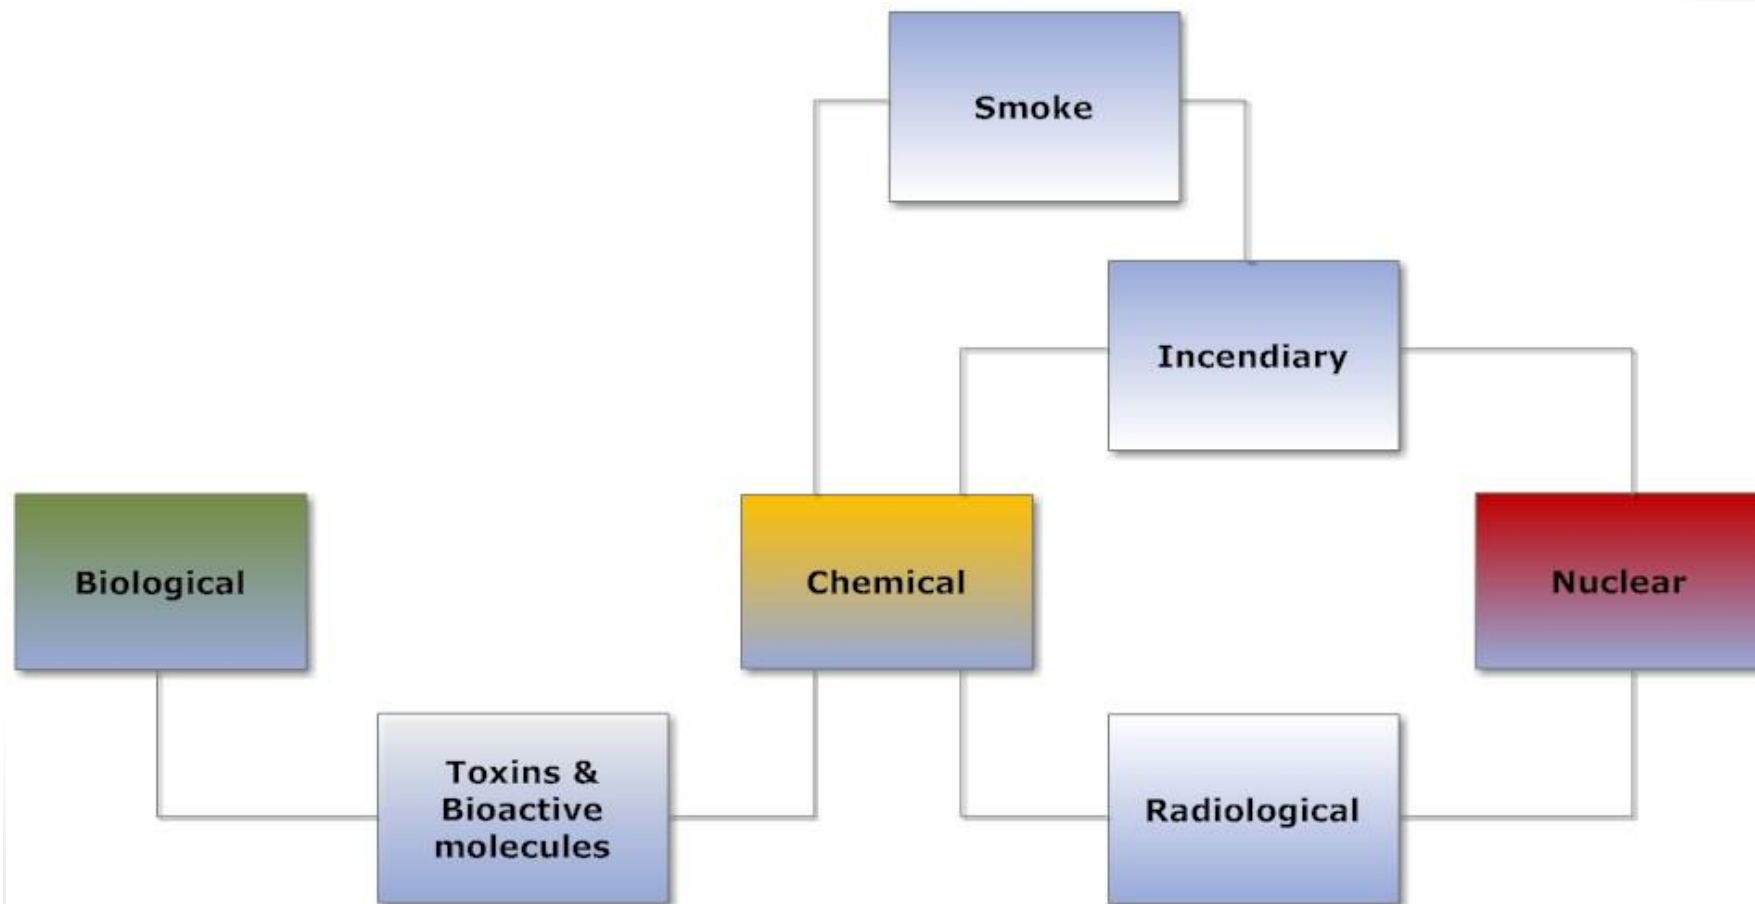 Smoke
Incendiary
Biological
Chemical
Nuclear
Toxins &
Bioactive
molecules
Radiological